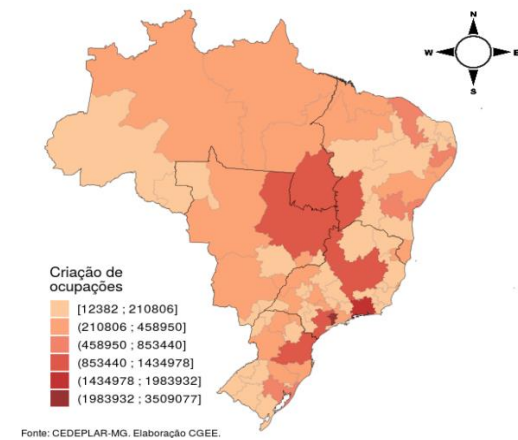 N
W E
S
Criação de
ocupações
[12382 ; 210806]
(210806 ; 458950]
(458950 ; 853440]
(853440 ; 1434978]
(1434978 ; 1983932]
(1983932 ; 3509077]
Fonte: CEDEPLAR-MG. Elaboração CGEE.